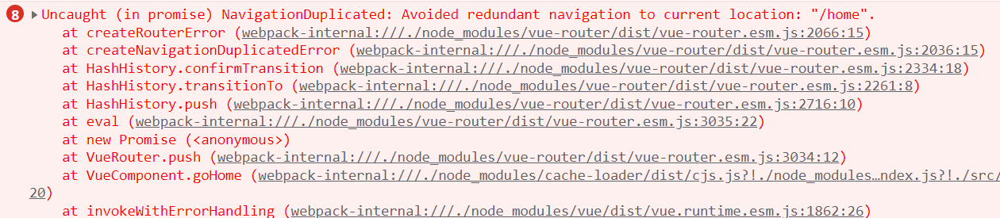 8 ▶Uncaught (in promise) NavigationDuplicated: Avoided redundant navigation to current location: "/home".
at createRouterError (webpack-internal:///./node_modules/vue-router/dist/vue-router.esm.js:2066:15)
at createNavigationDuplicatedError (webpack-internal:///./node_modules/vue-router/dist/vue-router.esm.js:2036:15)
at HashHistory.confirmTransition (webpack-internal:///./node_modules/vue-router/dist/vue-router.esm.js:2334:18)
at HashHistory.transitionTo (webpack-internal:///./node_modules/vue-router/dist/vue-router.esm.js:2261:8)
at HashHistory.push (webpack-internal:///./node_modules/vue-router/dist/vue-router.esm.js:2716:10)
at eval (webpack-internal:///./node_modules/vue-router/dist/vue-router.esm.js:3035:22)
at new Promise (<anonymous>)
at VueRouter.push (webpack-internal:///./node_modules/vue-router/dist/vue-router.esm.js:3034:12)
at VueComponent.goHome (webpack-internal:///./node_modules/cache-loader/dist/cjs.js?!./node_modules…ndex.js?!./src/
20)
at invokeWithErrorHandling (webpack-internal:///./node_modules/vue/dist/vue.runtime.esm.js:1862:26)